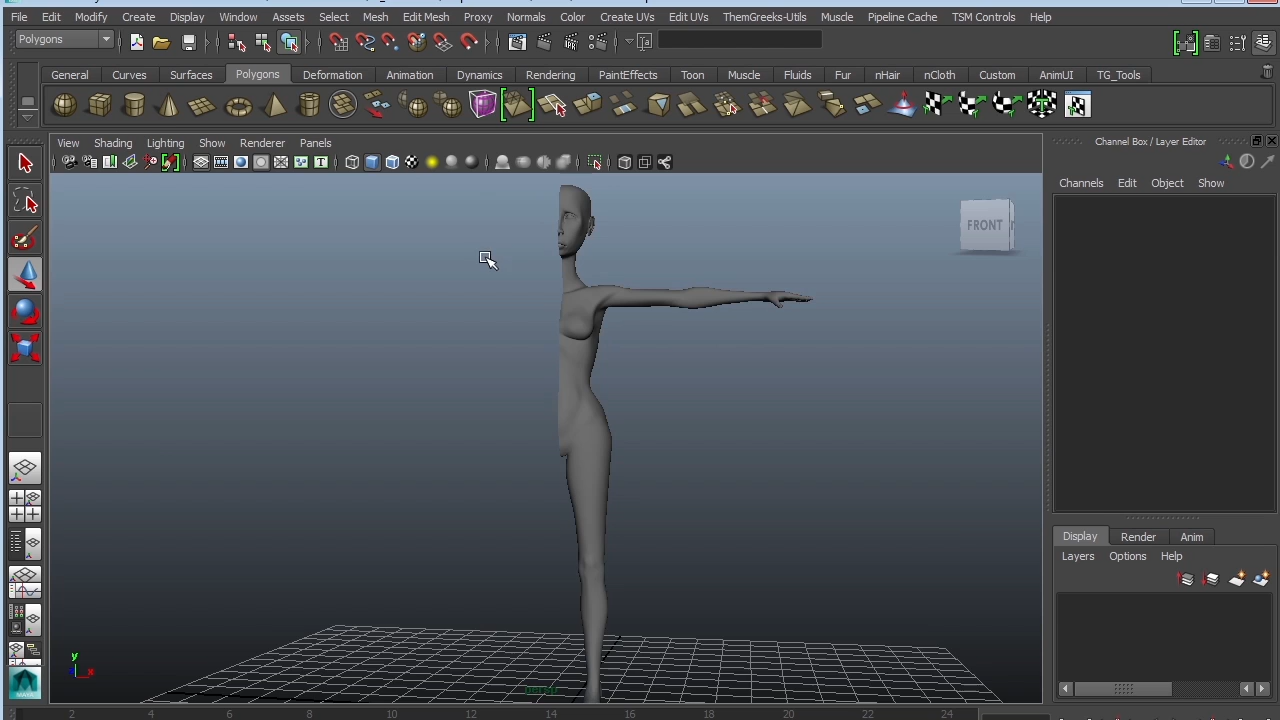 File Edit Modify Create Display Window Assets Select Mesh Edit Mesh Proxy Normals Color Create UVs Edit UVs ThemGreeks-Utils Muscle Pipeline Cache TSM Controls Help
Polygons
General Curves Surfaces Polygons Deformation Animation Dynamics Rendering PaintEffects Toon Muscle Fluids Fur nHair nCloth Custom AnimUI TG_Tools
View Shading Lighting Show Renderer Panels
Channel Box / Layer Editor
Channels Edit Object Show
FRONT
Display Render Anim
Layers Options Help
y
x
persp
2 4 6 8 10 12 14 16 18 20 22 24